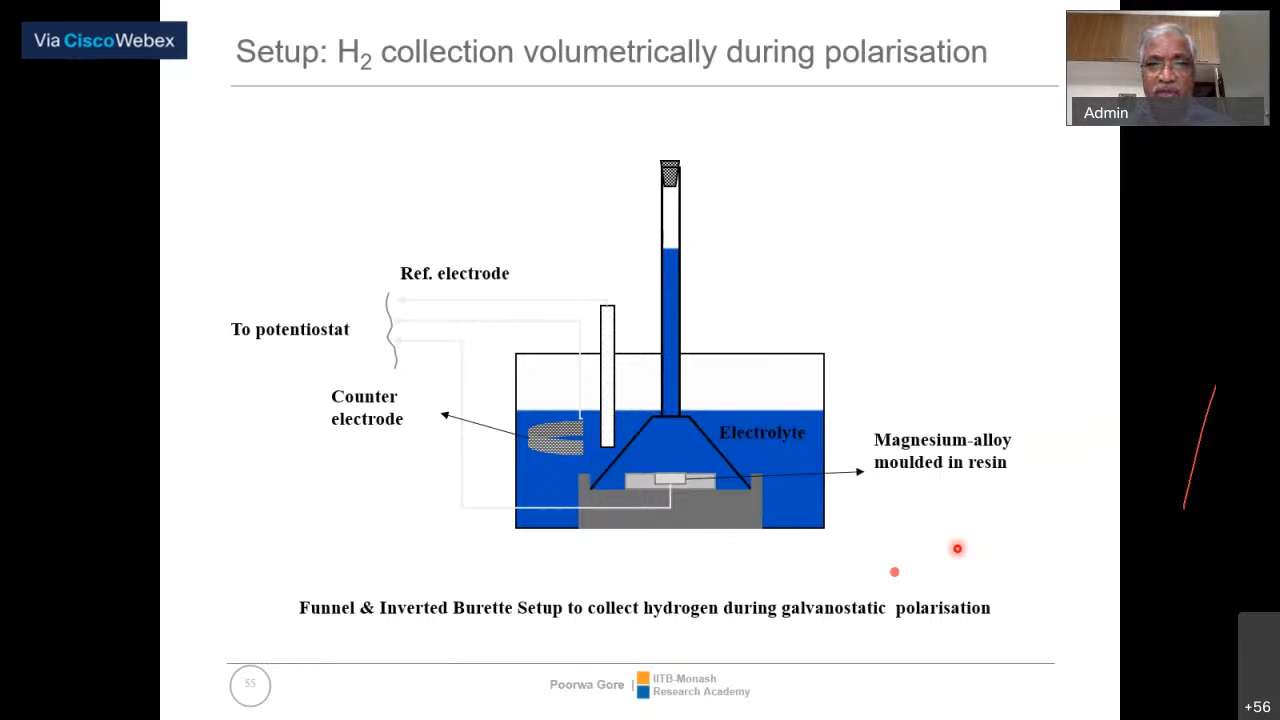 Via CiscoWebex
Setup: H₂ collection volumetrically during polarisation
Admin
Ref. electrode
To potentiostat
Counter
electrode
Electrolyte
Magnesium-alloy
moulded in resin
Funnel & Inverted Burette Setup to collect hydrogen during galvanostatic polarisation
55
Poorwa Gore |
IITB-Monash
Research Academy
+56